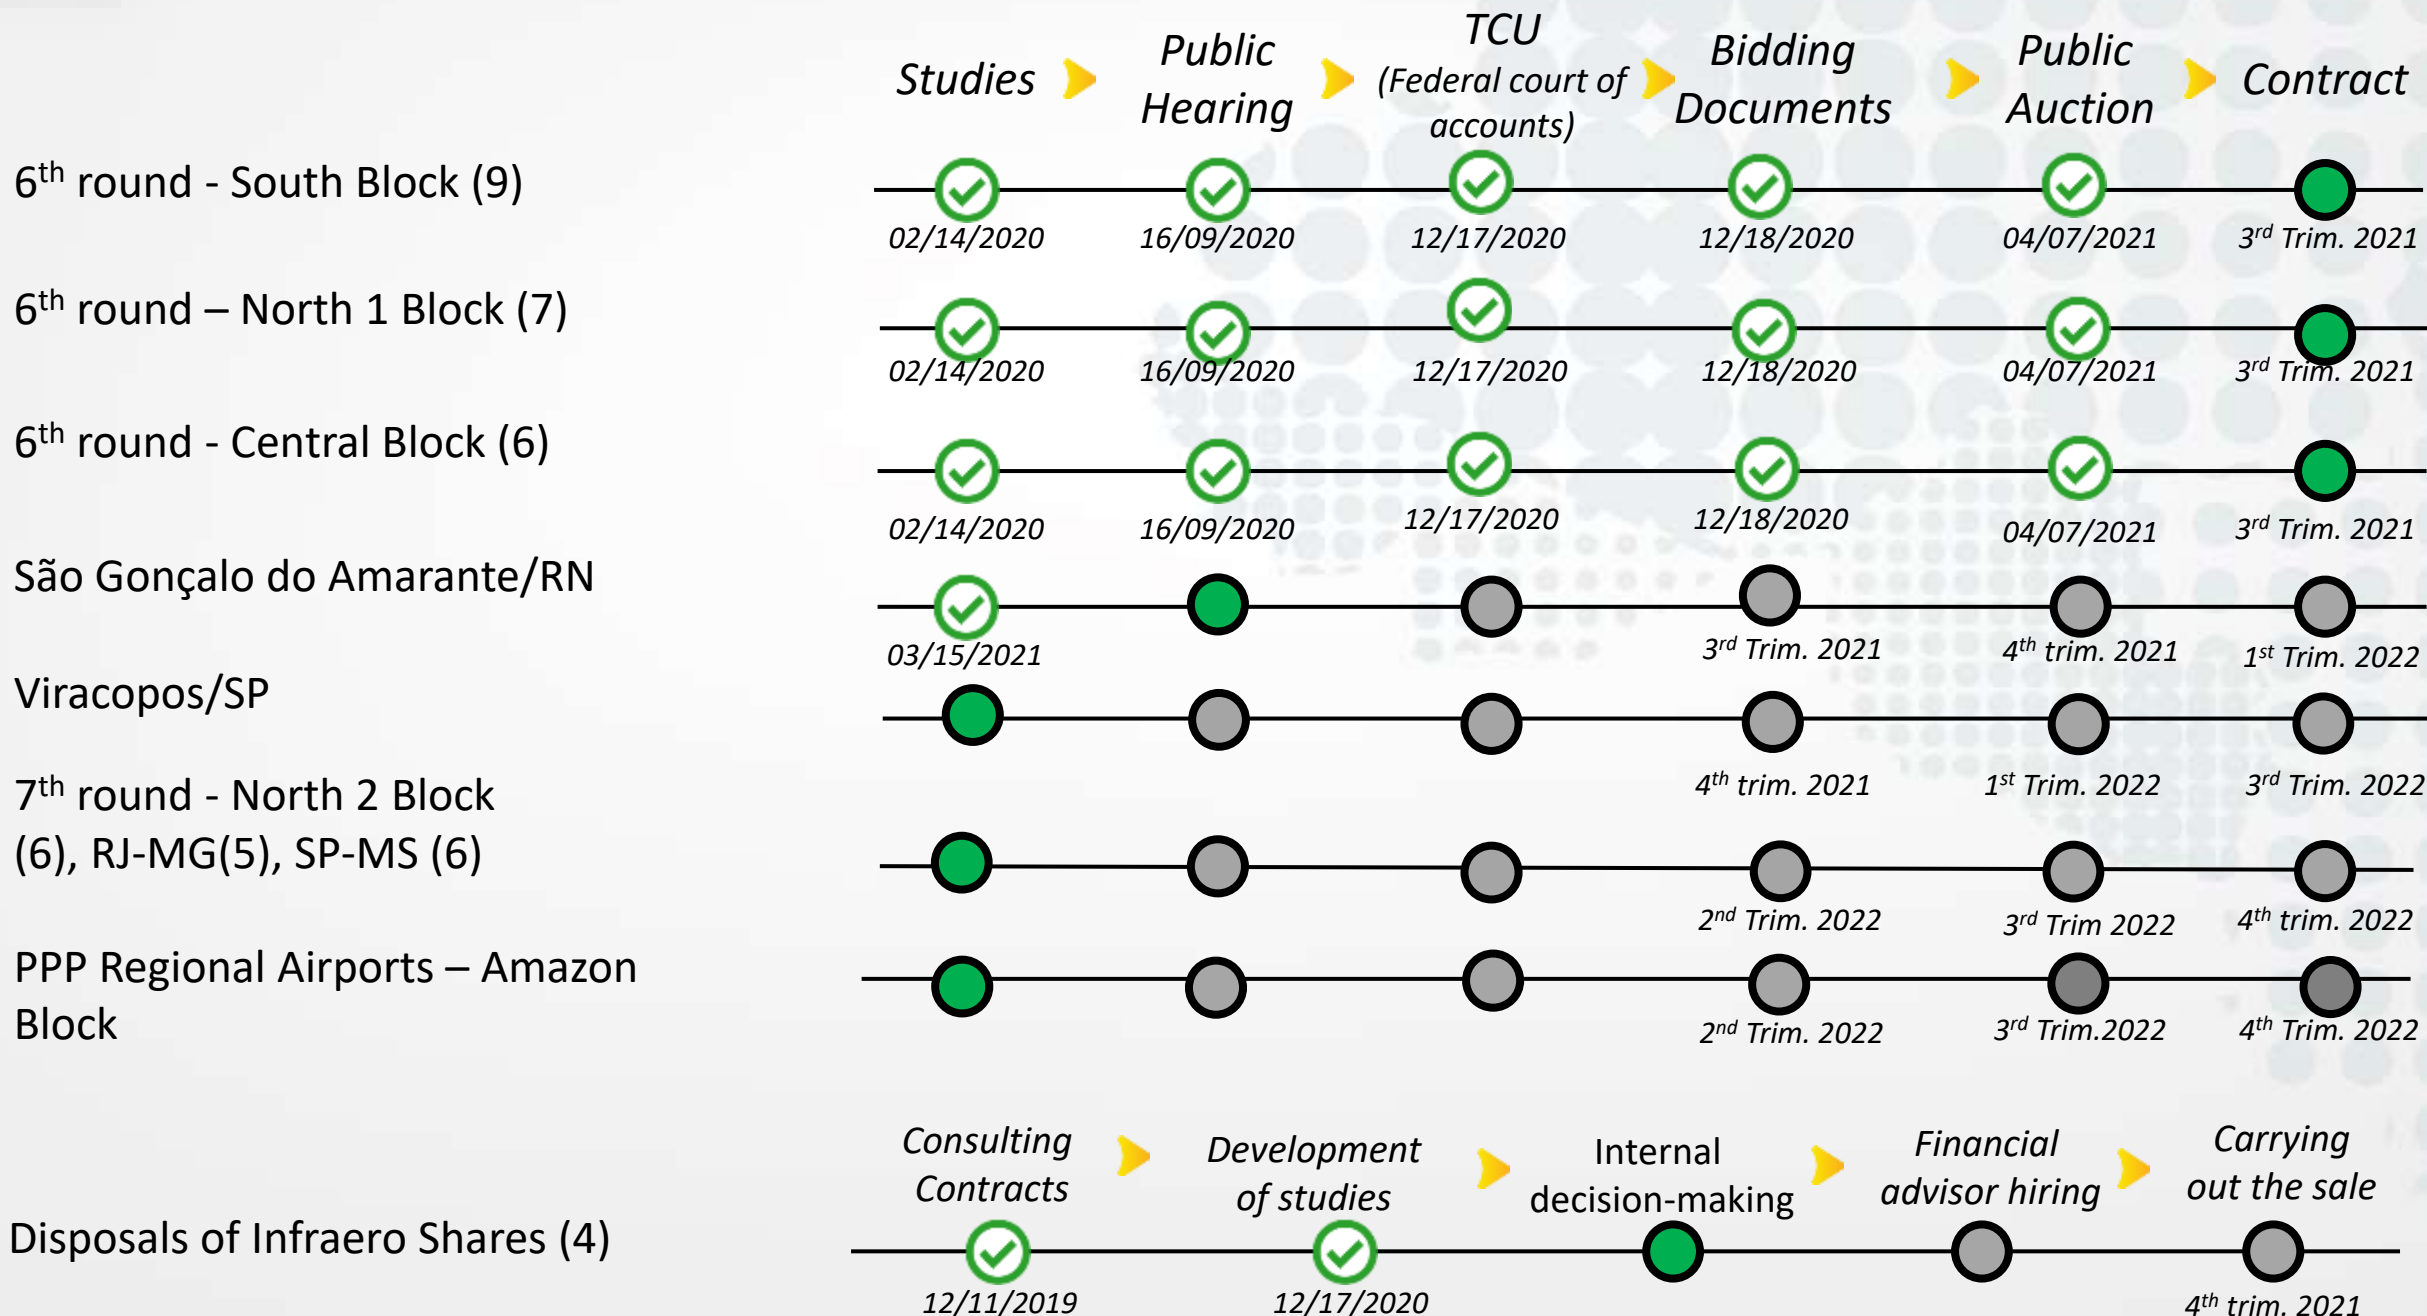 Studies
Public
Hearing
TCU
(Federal court of
accounts)
Bidding
Documents
Public
Auction
Contract
6th round - South Block (9)
02/14/2020 16/09/2020 12/17/2020 12/18/2020 04/07/2021 3rd Trim. 2021
6th round – North 1 Block (7)
02/14/2020 16/09/2020 12/17/2020 12/18/2020 04/07/2021 3rd Trim. 2021
6th round - Central Block (6)
02/14/2020 16/09/2020 12/17/2020 12/18/2020 04/07/2021 3rd Trim. 2021
São Gonçalo do Amarante/RN
03/15/2021 3rd Trim. 2021 4th trim. 2021 1st Trim. 2022
Viracopos/SP
4th trim. 2021 1st Trim. 2022 3rd Trim. 2022
7th round - North 2 Block
(6), RJ-MG(5), SP-MS (6)
2nd Trim. 2022 3rd Trim 2022 4th trim. 2022
PPP Regional Airports – Amazon
Block
2nd Trim. 2022 3rd Trim.2022 4th Trim. 2022
Consulting
Contracts
Development
of studies
Internal
decision-making
Financial
advisor hiring
Carrying
out the sale
Disposals of Infraero Shares (4)
12/11/2019 12/17/2020 4th trim. 2021